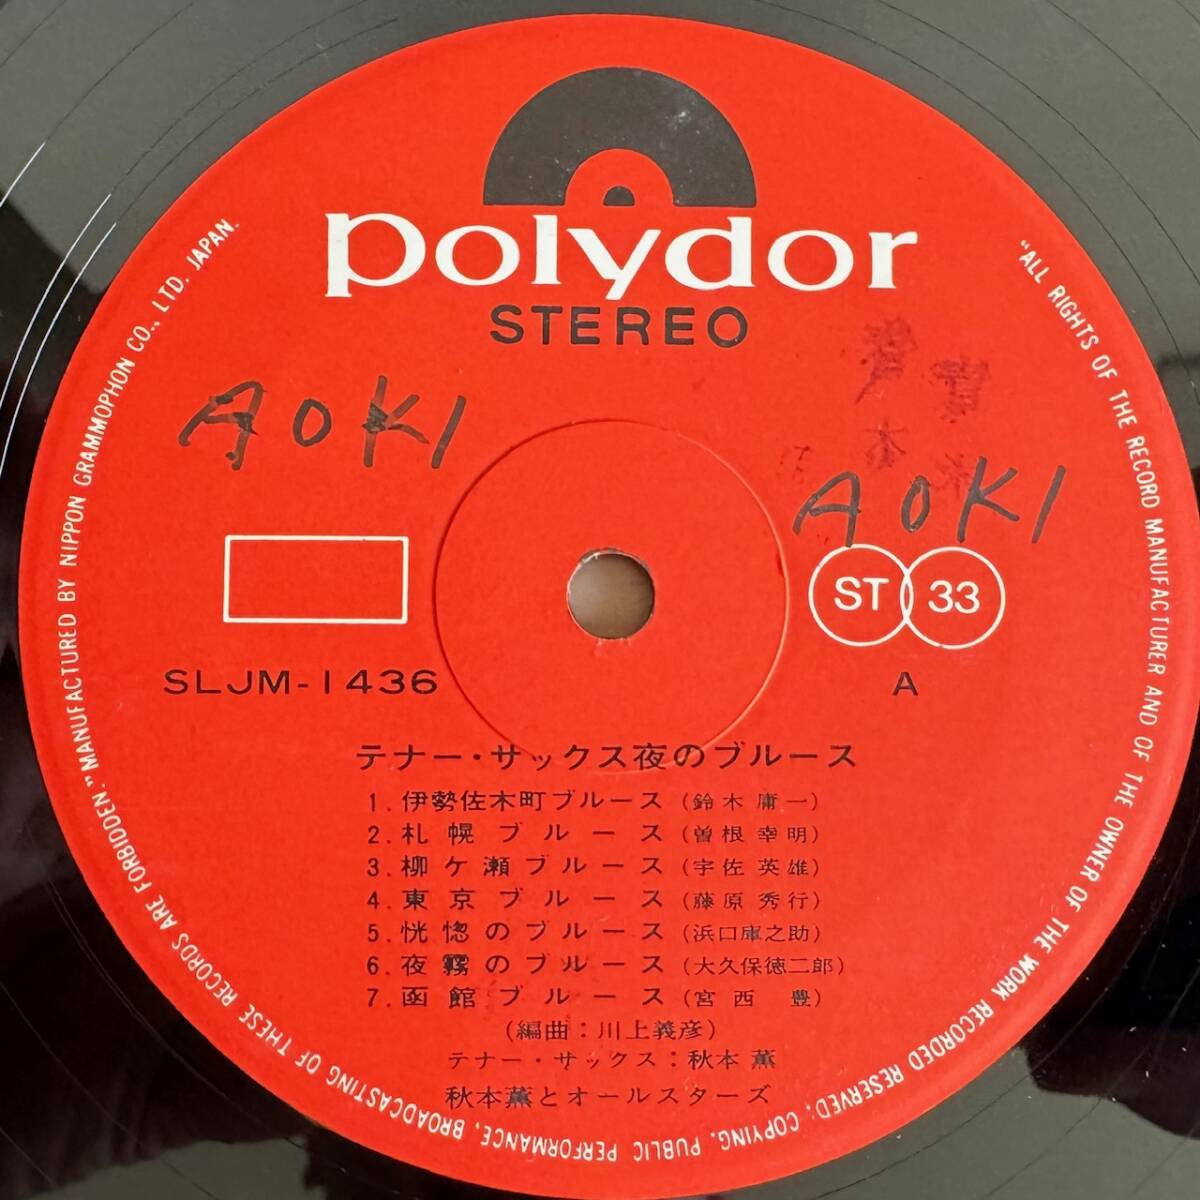 polydor
STEREO
AOKI
AOKI
ST 33
SLJM-1436
A
テナー・サックス夜のブルース
1. 伊勢佐木町ブルース (鈴木庸一)
2. 札幌ブルース (曽根幸明)
3. 柳ケ瀬ブルース (宇佐英雄)
4. 東京ブルース (藤原秀行)
5. 恍惚のブルース (浜口庫之助)
6. 夜霧のブルース (大久保徳二郎)
7. 函館ブルース (宮西 豊)
(編曲：川上義彦)
テナー・サックス：秋本 薫
秋本薫とオールスターズ
"ALL RIGHTS OF THE RECORD MANUFACTURER AND OF THE OWNER OF THE WORK RECORDED RESERVED; COPYING, PUBLIC PERFORMANCE, BROADCASTING OF THESE RECORDS ARE FORBIDDEN." MANUFACTURED BY NIPPON GRAMMOPHON CO., LTD. JAPAN.